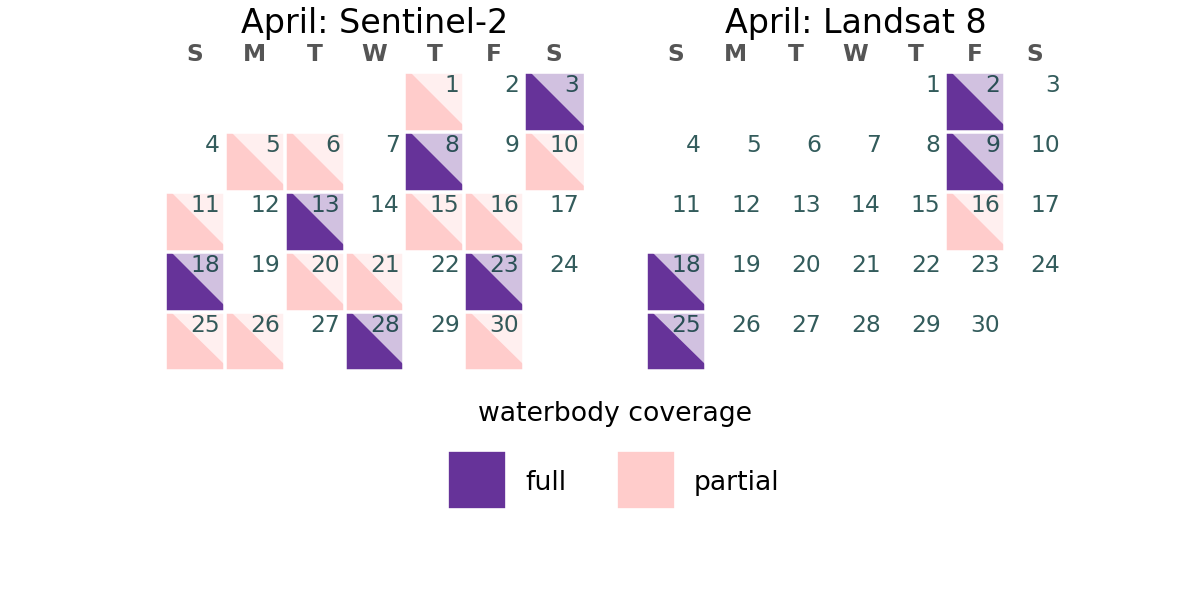 April: Sentinel-2
S M T W T F S
1 2 3
4 5 6 7 8 9 10
11 12 13 14 15 16 17
18 19 20 21 22 23 24
25 26 27 28 29 30
April: Landsat 8
S M T W T F S
1 2 3
4 5 6 7 8 9 10
11 12 13 14 15 16 17
18 19 20 21 22 23 24
25 26 27 28 29 30
waterbody coverage
full partial